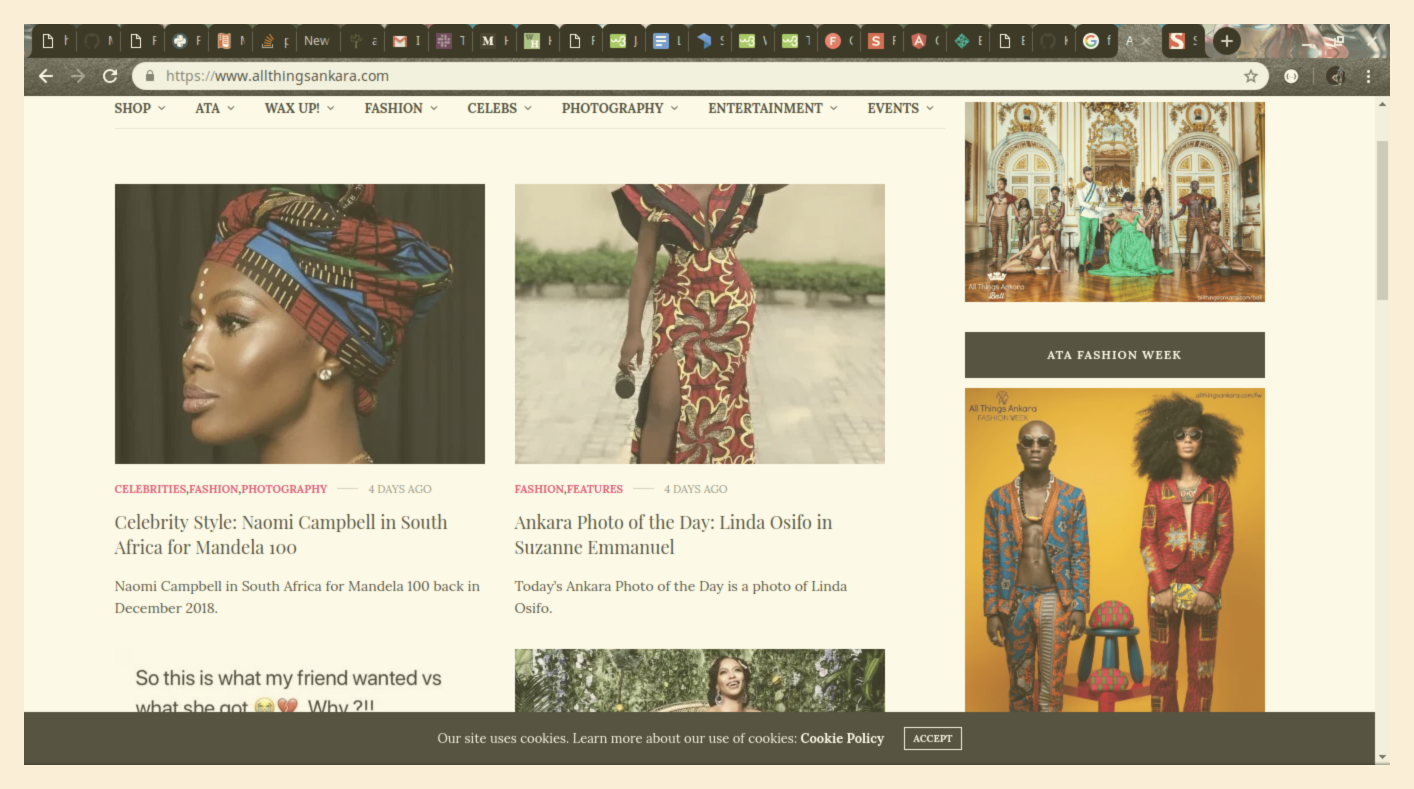 New
https://www.allthingsankara.com
SHOP ATA WAX UP! FASHION CELEBS PHOTOGRAPHY ENTERTAINMENT EVENTS
All Things Ankara
Ball
allthingsankara.com/ball
ATA FASHION WEEK
All Things Ankara
FASHION WEEK
allthingsankara.com/fw
CELEBRITIES,FASHION,PHOTOGRAPHY 4 DAYS AGO
Celebrity Style: Naomi Campbell in South
Africa for Mandela 100
Naomi Campbell in South Africa for Mandela 100 back in
December 2018.
FASHION,FEATURES 4 DAYS AGO
Ankara Photo of the Day: Linda Osifo in
Suzanne Emmanuel
Today’s Ankara Photo of the Day is a photo of Linda
Osifo.
So this is what my friend wanted vs
what she got 😭💔 Why ?!!
Our site uses cookies. Learn more about our use of cookies: Cookie Policy ACCEPT